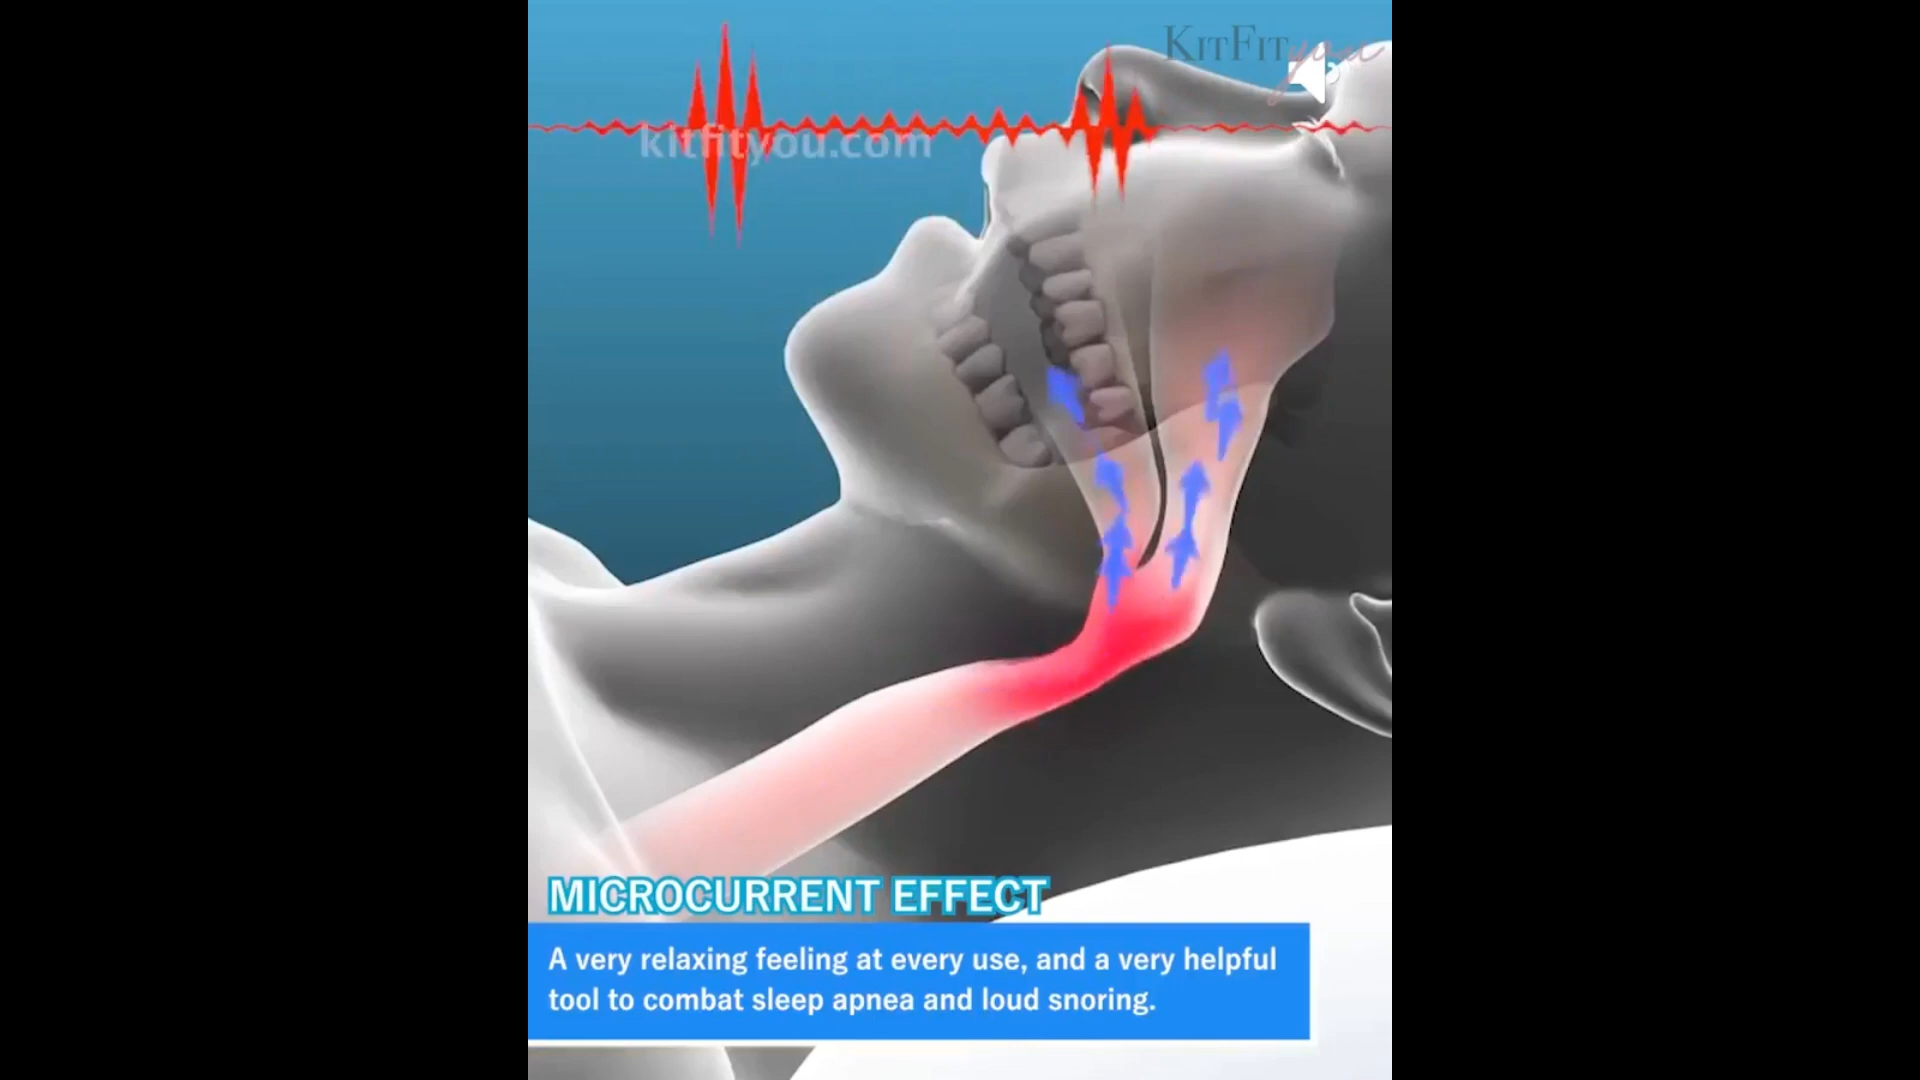 KITFITyou
kitfityou.com
MICROCURRENT EFFECT
A very relaxing feeling at every use, and a very helpful
tool to combat sleep apnea and loud snoring.